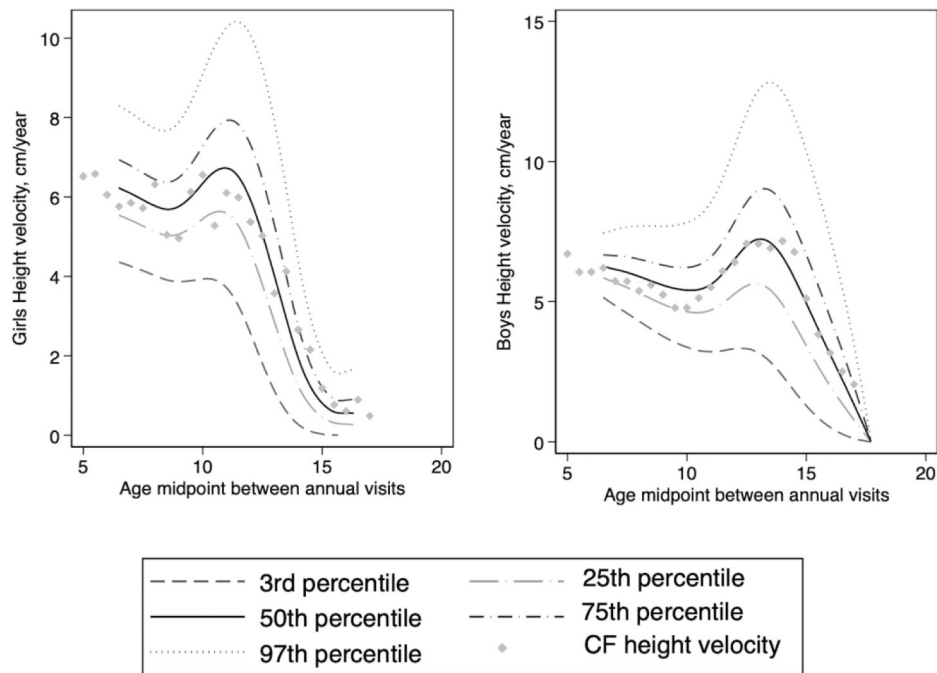 Girls Height velocity, cm/year
10
8
6
4
2
0
5 10 15 20
Age midpoint between annual visits
Boys Height velocity, cm/year
15
10
5
0
5 10 15 20
Age midpoint between annual visits
3rd percentile 25th percentile
50th percentile 75th percentile
97th percentile CF height velocity